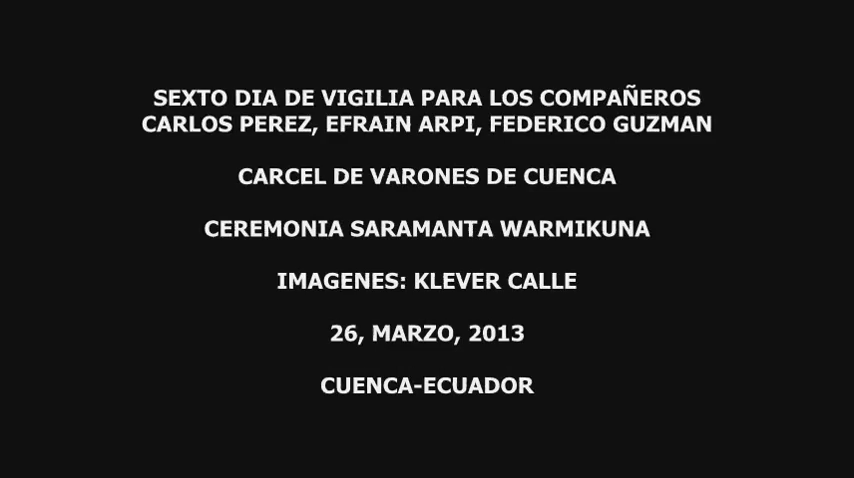 SEXTO DIA DE VIGILIA PARA LOS COMPAÑEROS
CARLOS PEREZ, EFRAIN ARPI, FEDERICO GUZMAN
CARCEL DE VARONES DE CUENCA
CEREMONIA SARAMANTA WARMIKUNA
IMAGENES: KLEVER CALLE
26, MARZO, 2013
CUENCA-ECUADOR